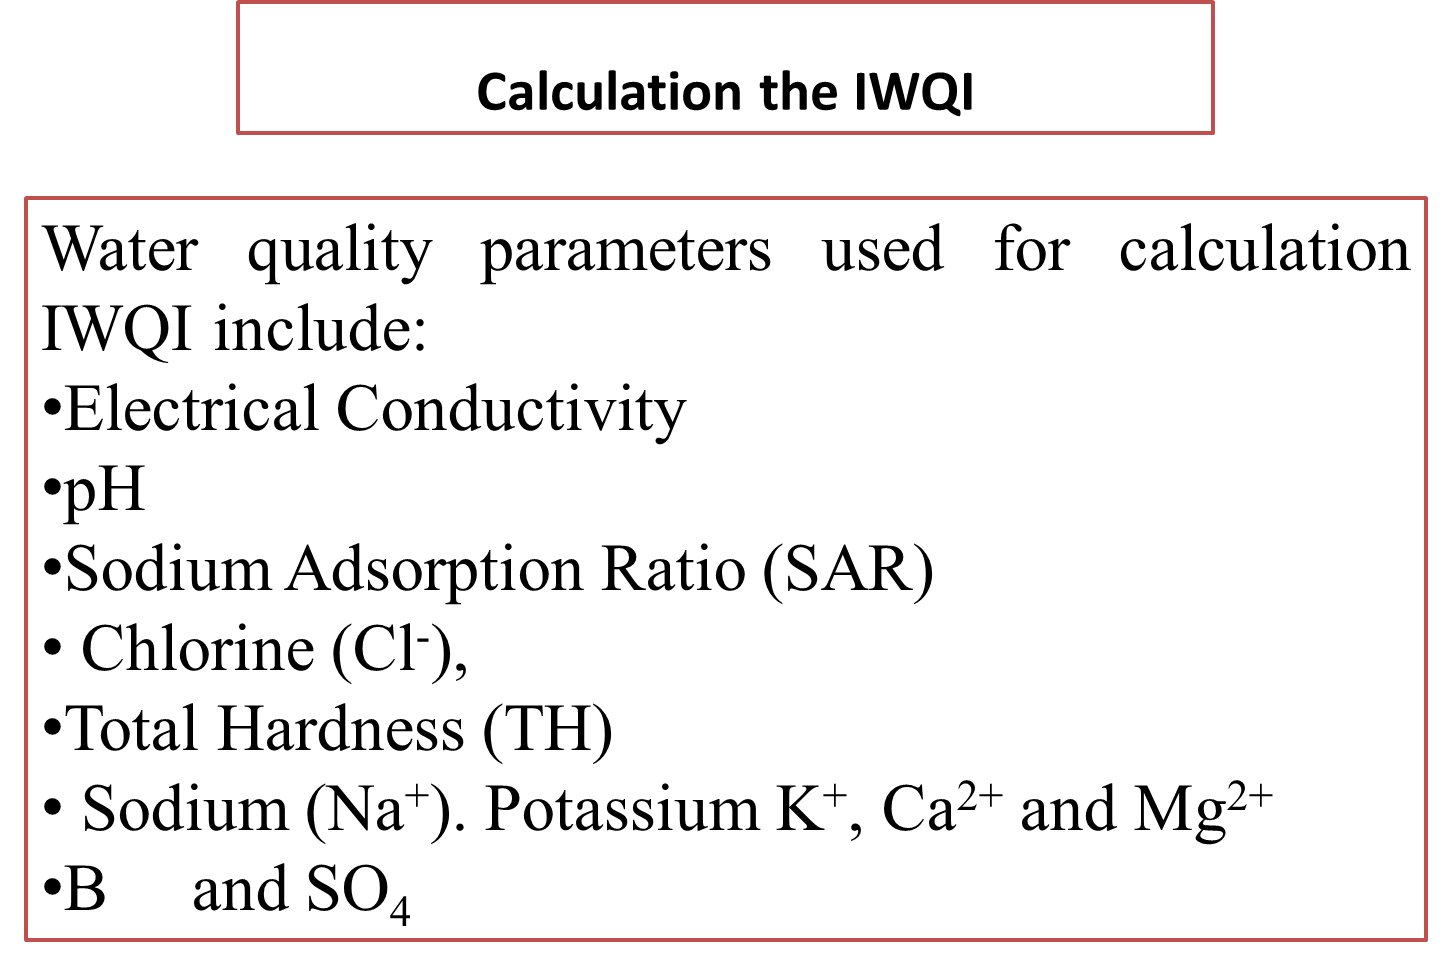 Calculation the IWQI
Water quality parameters used for calculation
IWQI include:
•Electrical Conductivity
•pH
•Sodium Adsorption Ratio (SAR)
• Chlorine (Cl⁻),
•Total Hardness (TH)
• Sodium (Na⁺). Potassium K⁺, Ca²⁺ and Mg²⁺
•B and SO₄